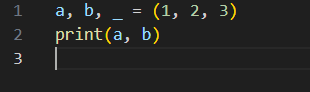 1 a, b, _ = (1, 2, 3)
2 print(a, b)
3